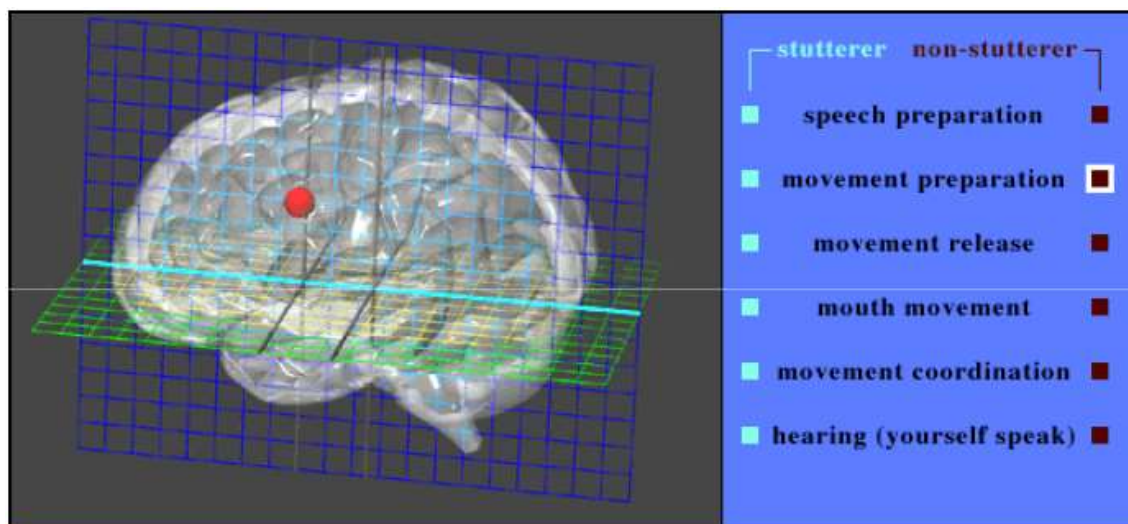 stutterer non-stutterer
speech preparation
movement preparation
movement release
mouth movement
movement coordination
hearing (yourself speak)